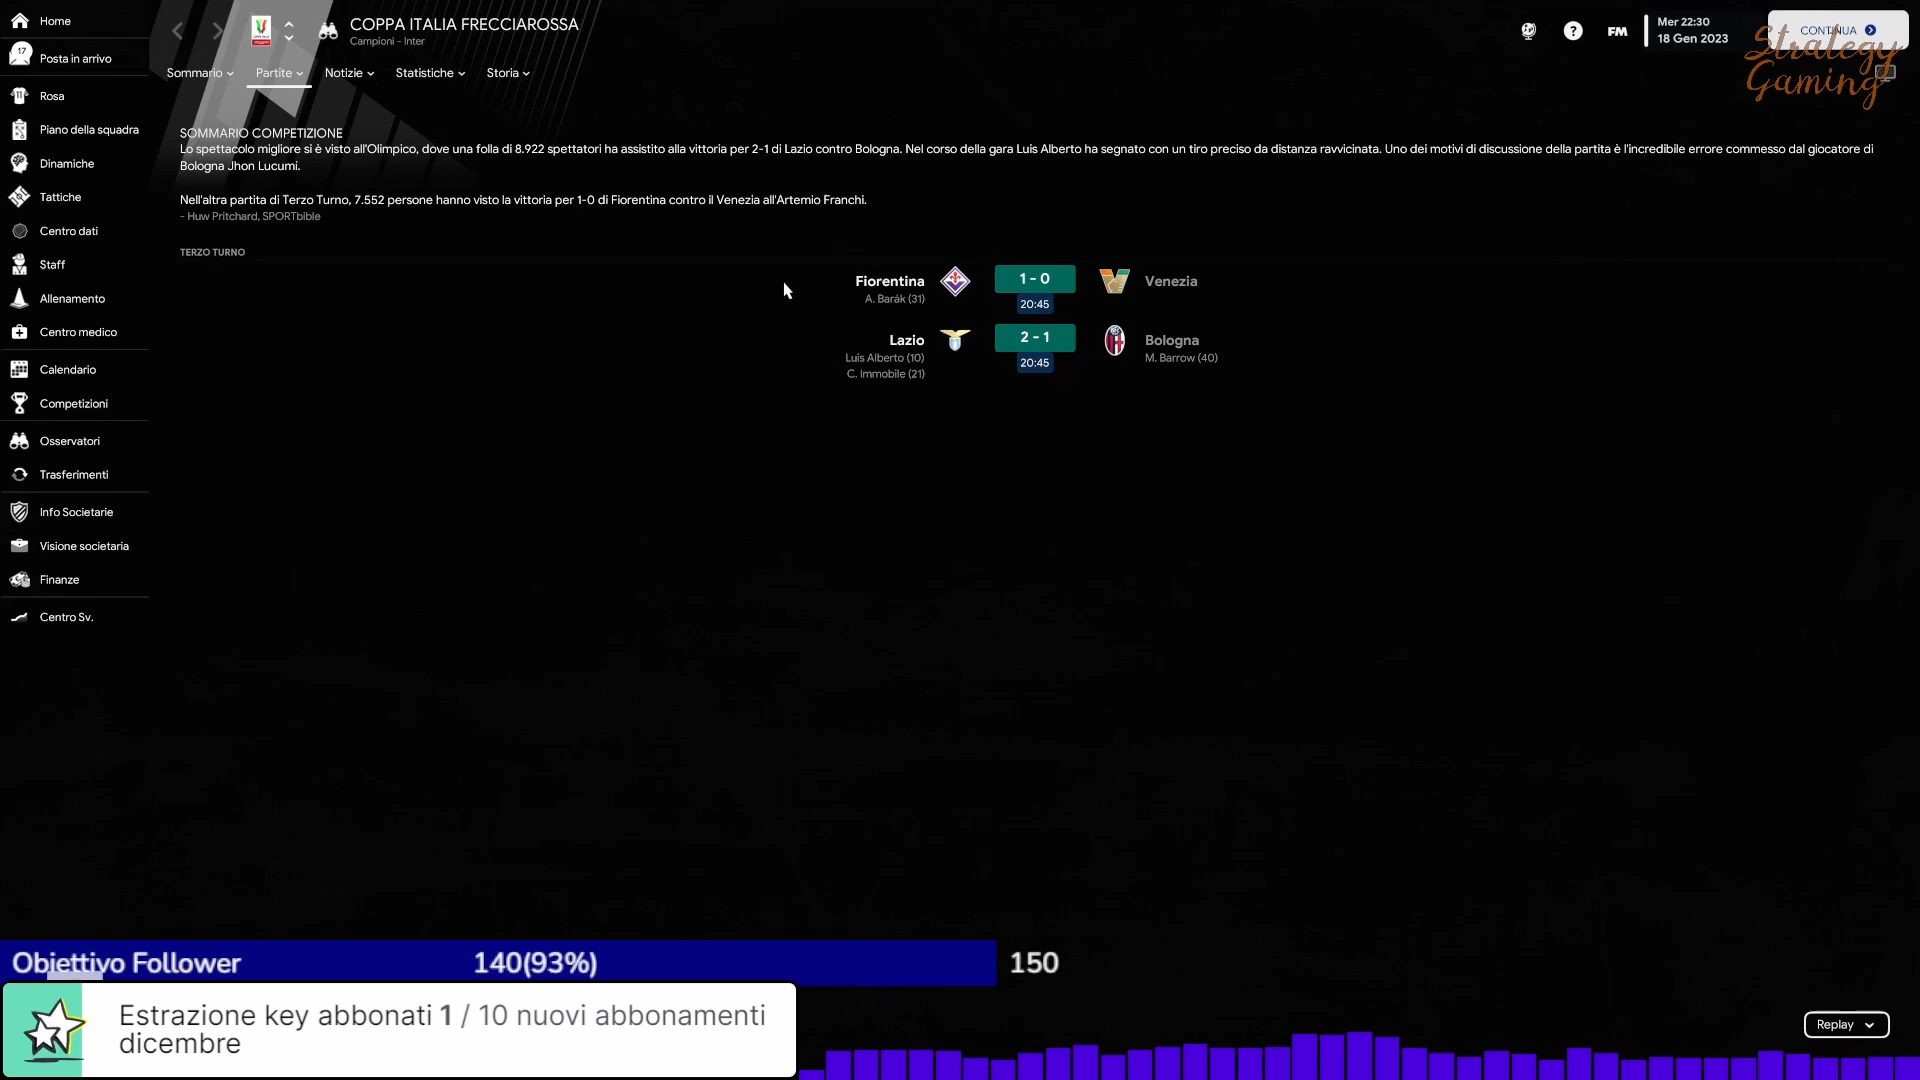 Home
17
Posta in arrivo
Rosa
Piano della squadra
Dinamiche
Tattiche
Centro dati
Staff
Allenamento
Centro medico
Calendario
Competizioni
Osservatori
Trasferimenti
Info Societarie
Visione societaria
Finanze
Centro Sv.
COPPA ITALIA FRECCIAROSSA
Campioni - Inter
Sommario Partite Notizie Statistiche Storia
? FM
Mer 22:30
18 Gen 2023
CONTINUA
Strategy
Gaming
SOMMARIO COMPETIZIONE
Lo spettacolo migliore si è visto all'Olimpico, dove una folla di 8.922 spettatori ha assistito alla vittoria per 2-1 di Lazio contro Bologna. Nel corso della gara Luis Alberto ha segnato con un tiro preciso da distanza ravvicinata. Uno dei motivi di discussione della partita è l'incredibile errore commesso dal giocatore di
Bologna Jhon Lucumí.
Nell'altra partita di Terzo Turno, 7.552 persone hanno visto la vittoria per 1-0 di Fiorentina contro il Venezia all'Artemio Franchi.
- Huw Pritchard, SPORTbible
TERZO TURNO
Fiorentina 1 - 0 Venezia
A. Barák (31)
20:45
Lazio 2 - 1 Bologna
Luis Alberto (10) 20:45 M. Barrow (40)
C. Immobile (21)
Obiettivo Follower 140(93%) 150
Estrazione key abbonati 1 / 10 nuovi abbonamenti
dicembre
Replay